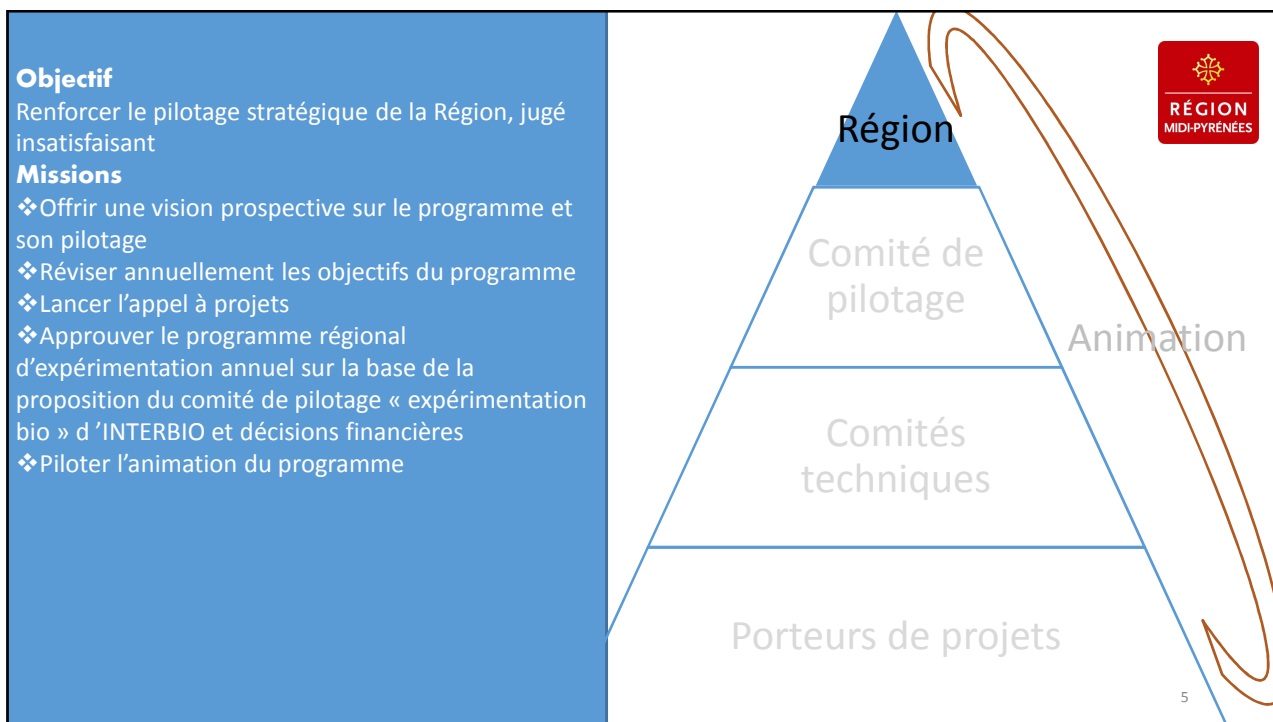 Objectif
Renforcer le pilotage stratégique de la Région, jugé
insatisfaisant
Missions
❖Offrir une vision prospective sur le programme et
son pilotage
❖Réviser annuellement les objectifs du programme
❖Lancer l’appel à projets
❖Approuver le programme régional
d’expérimentation annuel sur la base de la
proposition du comité de pilotage « expérimentation
bio » d ’INTERBIO et décisions financières
❖Piloter l’animation du programme
Région
Comité de
pilotage
Comités
techniques
Porteurs de projets
Animation
RÉGION
MIDI-PYRÉNÉES
5